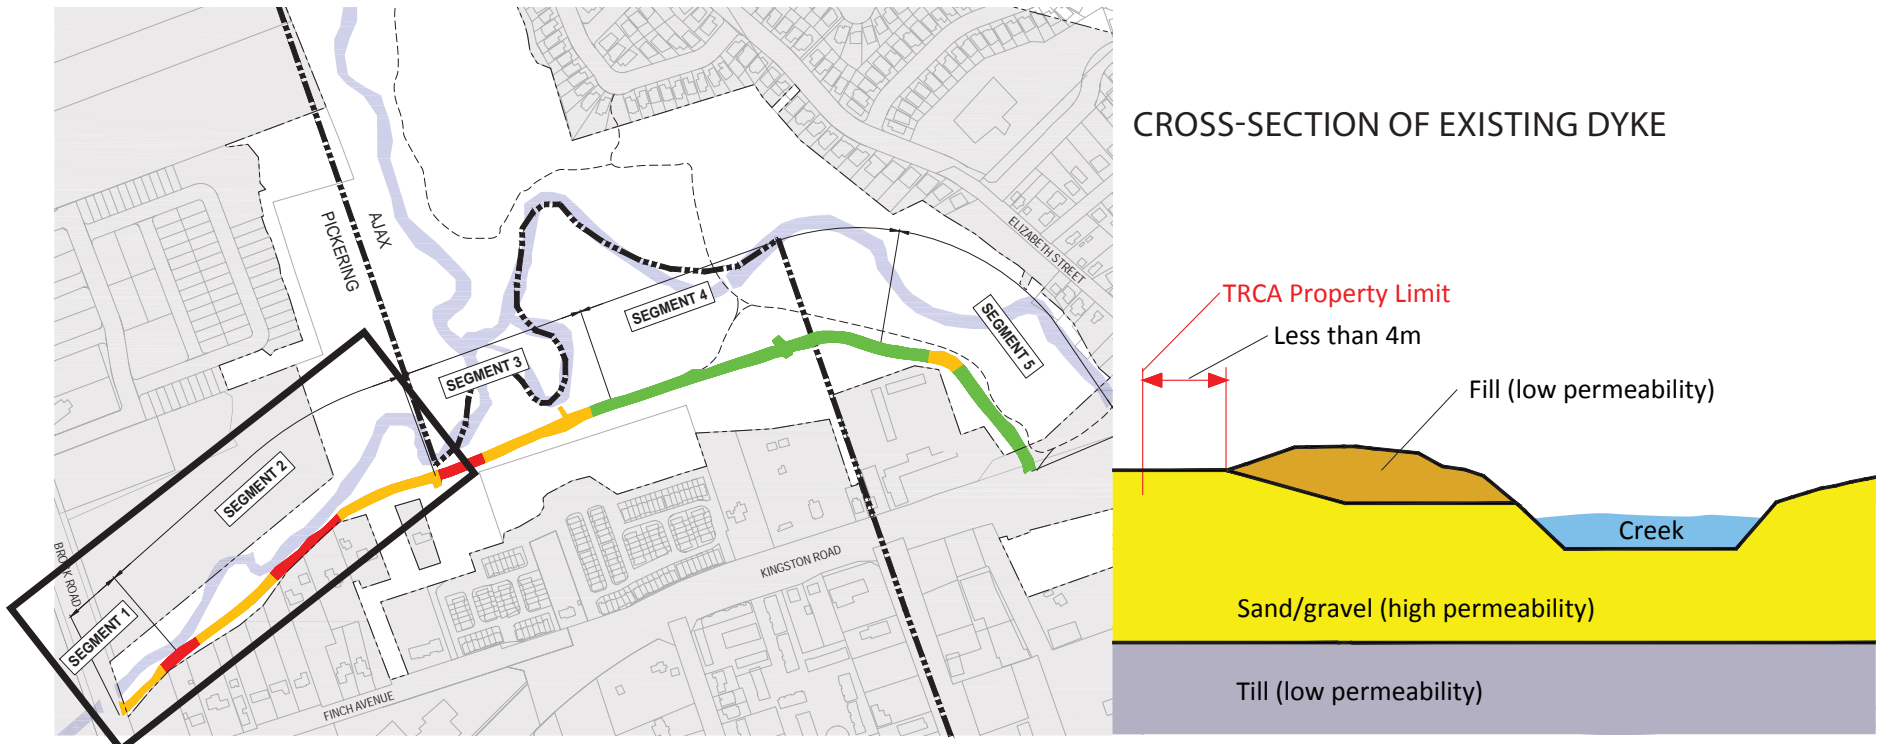 CROSS-SECTION OF EXISTING DYKE
AJAX
PICKERING
ELIZABETH STREET
SEGMENT 4
SEGMENT 5
SEGMENT 3
SEGMENT 2
SEGMENT 1
BROCK ROAD
KINGSTON ROAD
FINCH AVENUE
TRCA Property Limit
Less than 4m
Fill (low permeability)
Creek
Sand/gravel (high permeability)
Till (low permeability)